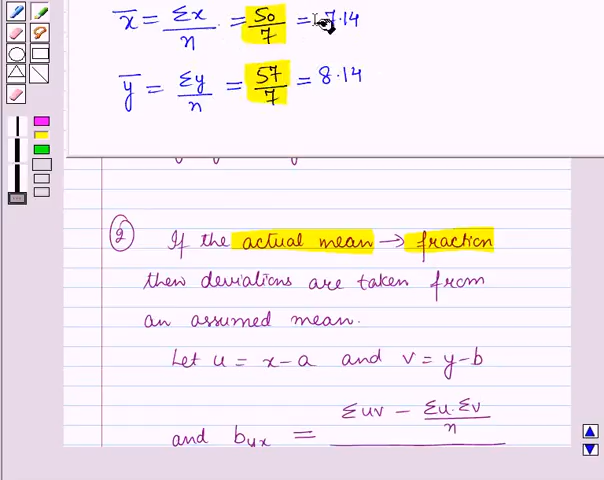 x̄ = Σx/n = 50/7 = 7.14
ȳ = Σy/n = 57/7 = 8.14
② If the actual mean → fraction
then deviations are taken from
an assumed mean.
Let u = x-a and v = y-b
and b_yx = Σuv - Σu.Σv/n